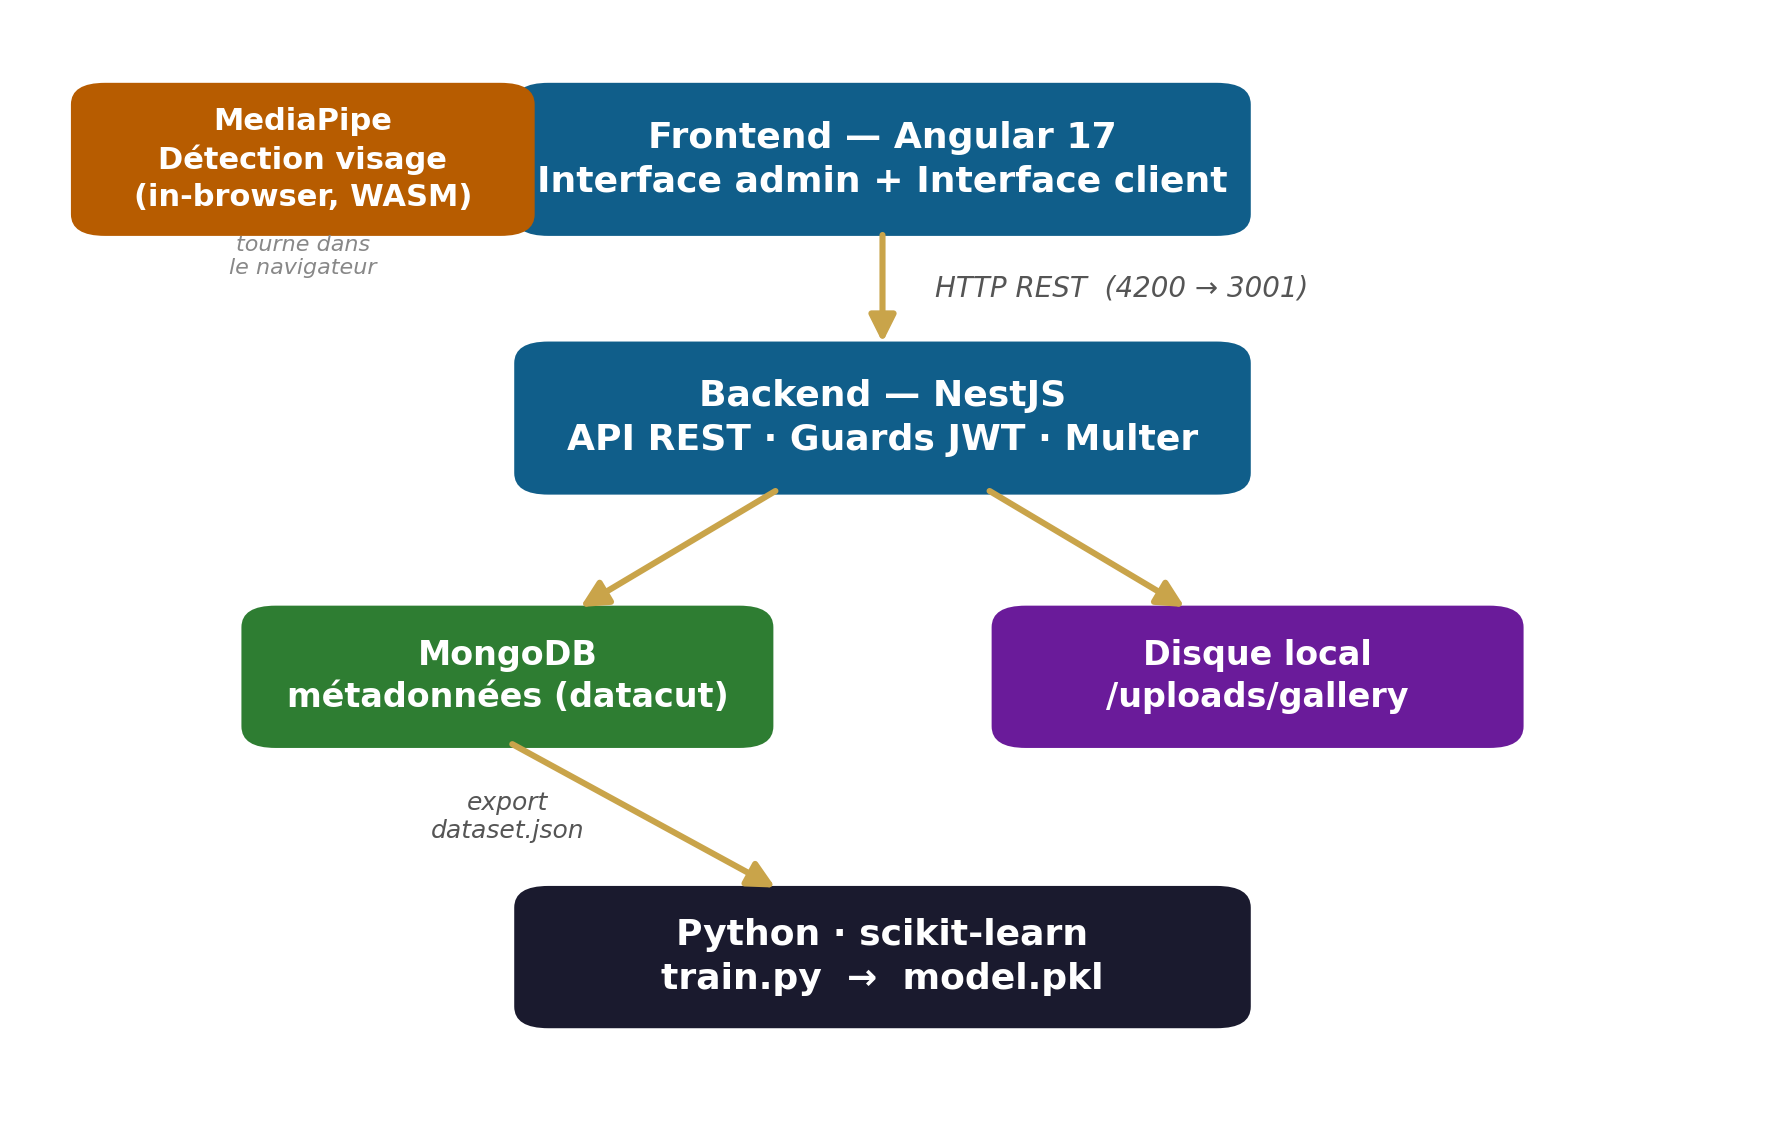 MediaPipe
Détection visage
(in-browser, WASM)
tourne dans
le navigateur
Frontend — Angular 17
Interface admin + Interface client
HTTP REST  (4200 → 3001)
Backend — NestJS
API REST · Guards JWT · Multer
MongoDB
métadonnées (datacut)
Disque local
/uploads/gallery
export
dataset.json
Python · scikit-learn
train.py  →  model.pkl